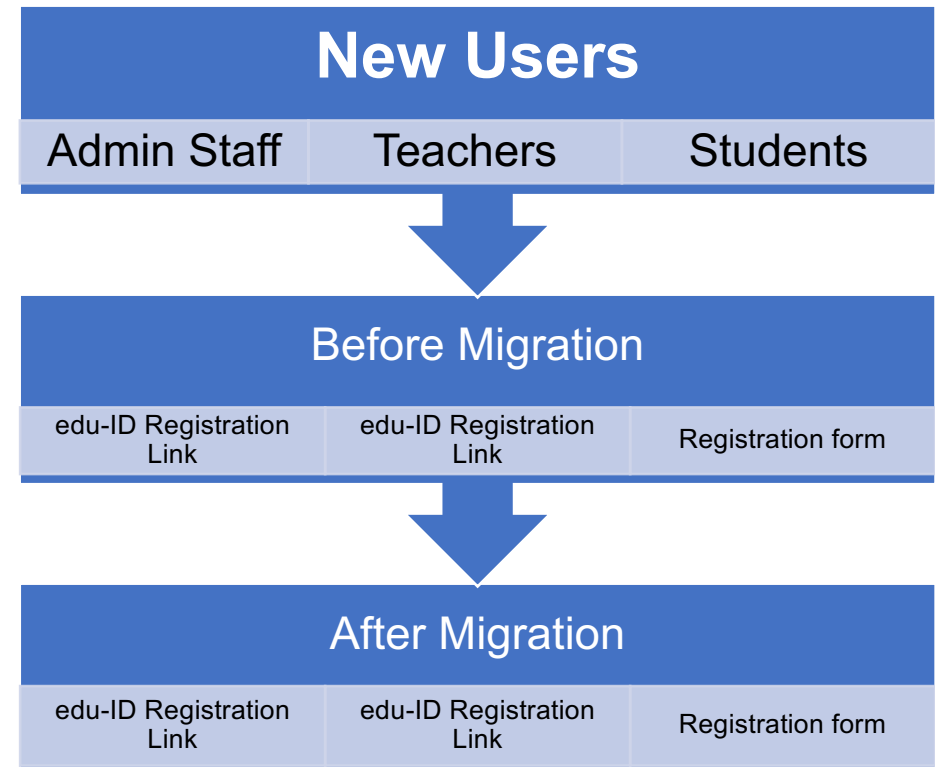 New Users
Admin Staff
Teachers
Students
Before Migration
edu-ID Registration
Link
edu-ID Registration
Link
Registration form
After Migration
edu-ID Registration
Link
edu-ID Registration
Link
Registration form